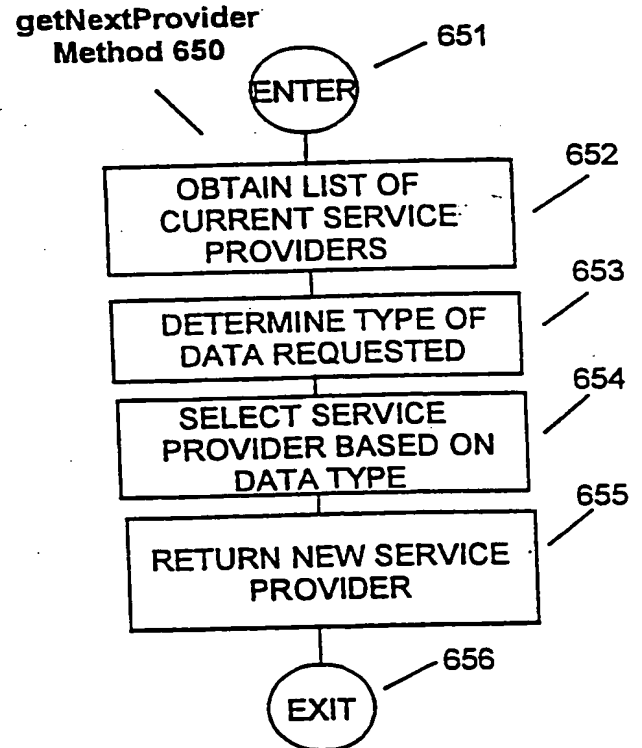 getNextProvider
Method 650
651
ENTER
652
OBTAIN LIST OF
CURRENT SERVICE
PROVIDERS
653
DETERMINE TYPE OF
DATA REQUESTED
654
SELECT SERVICE
PROVIDER BASED ON
DATA TYPE
655
RETURN NEW SERVICE
PROVIDER
656
EXIT